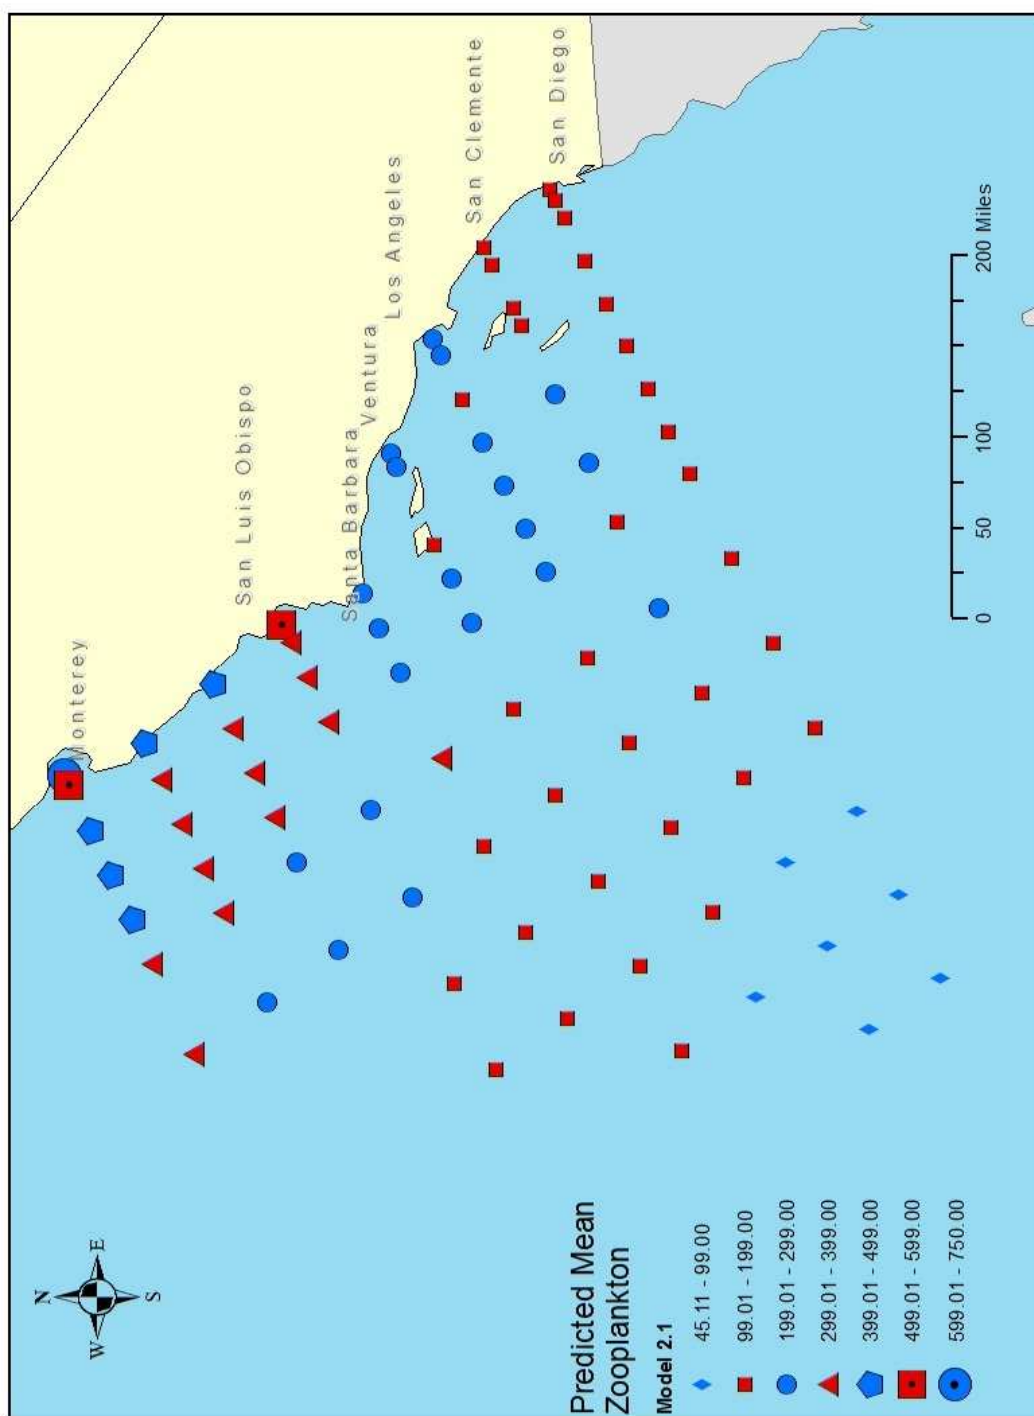 N
W
E
S
Monterey
San Luis Obispo
Santa Barbara
Ventura
Los Angeles
San Clemente
San Diego
Predicted Mean
Zooplankton
Model 2.1
45.11 - 99.00
99.01 - 199.00
199.01 - 299.00
299.01 - 399.00
399.01 - 499.00
499.01 - 599.00
599.01 - 750.00
0 50 100 200 Miles